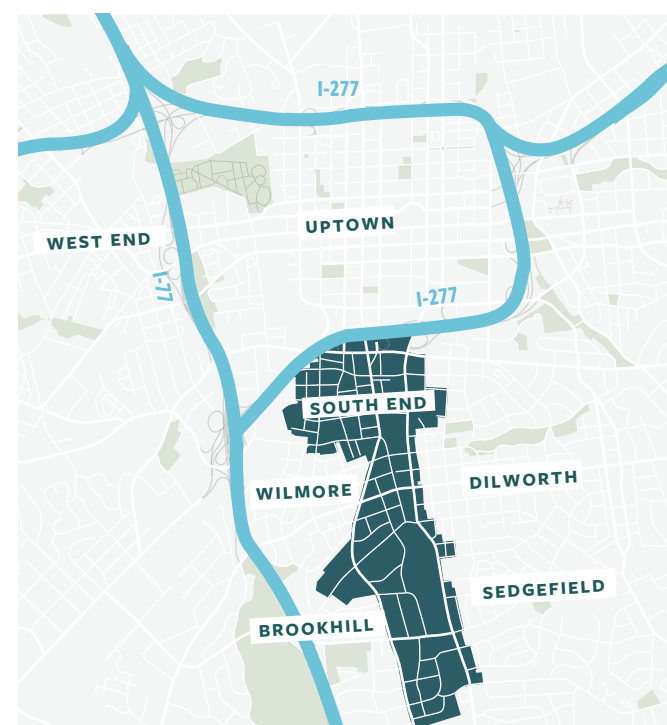 I-277
UPTOWN
WEST END
I-77
I-277
SOUTH END
DILWORTH
WILMORE
SEDGEFIELD
BROOKHILL